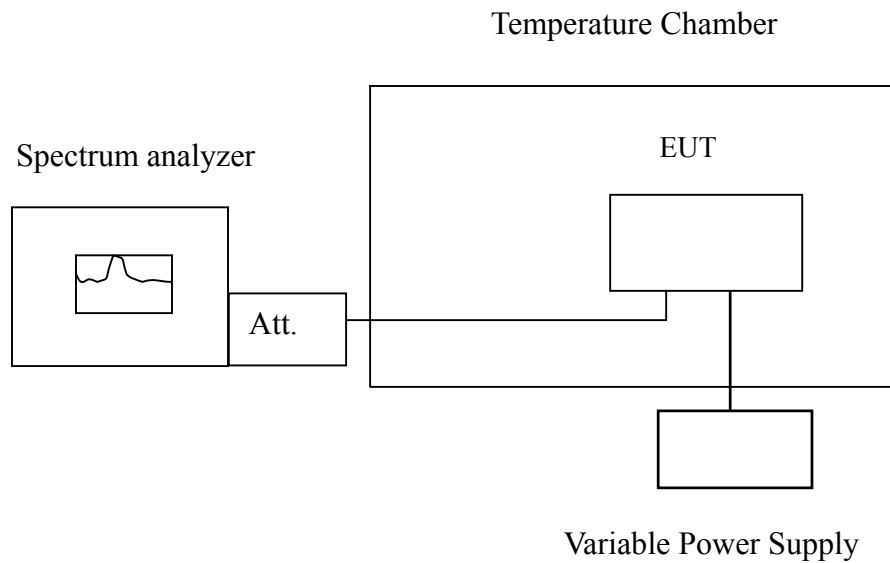 Temperature Chamber
Spectrum analyzer
EUT
Att.
Variable Power Supply